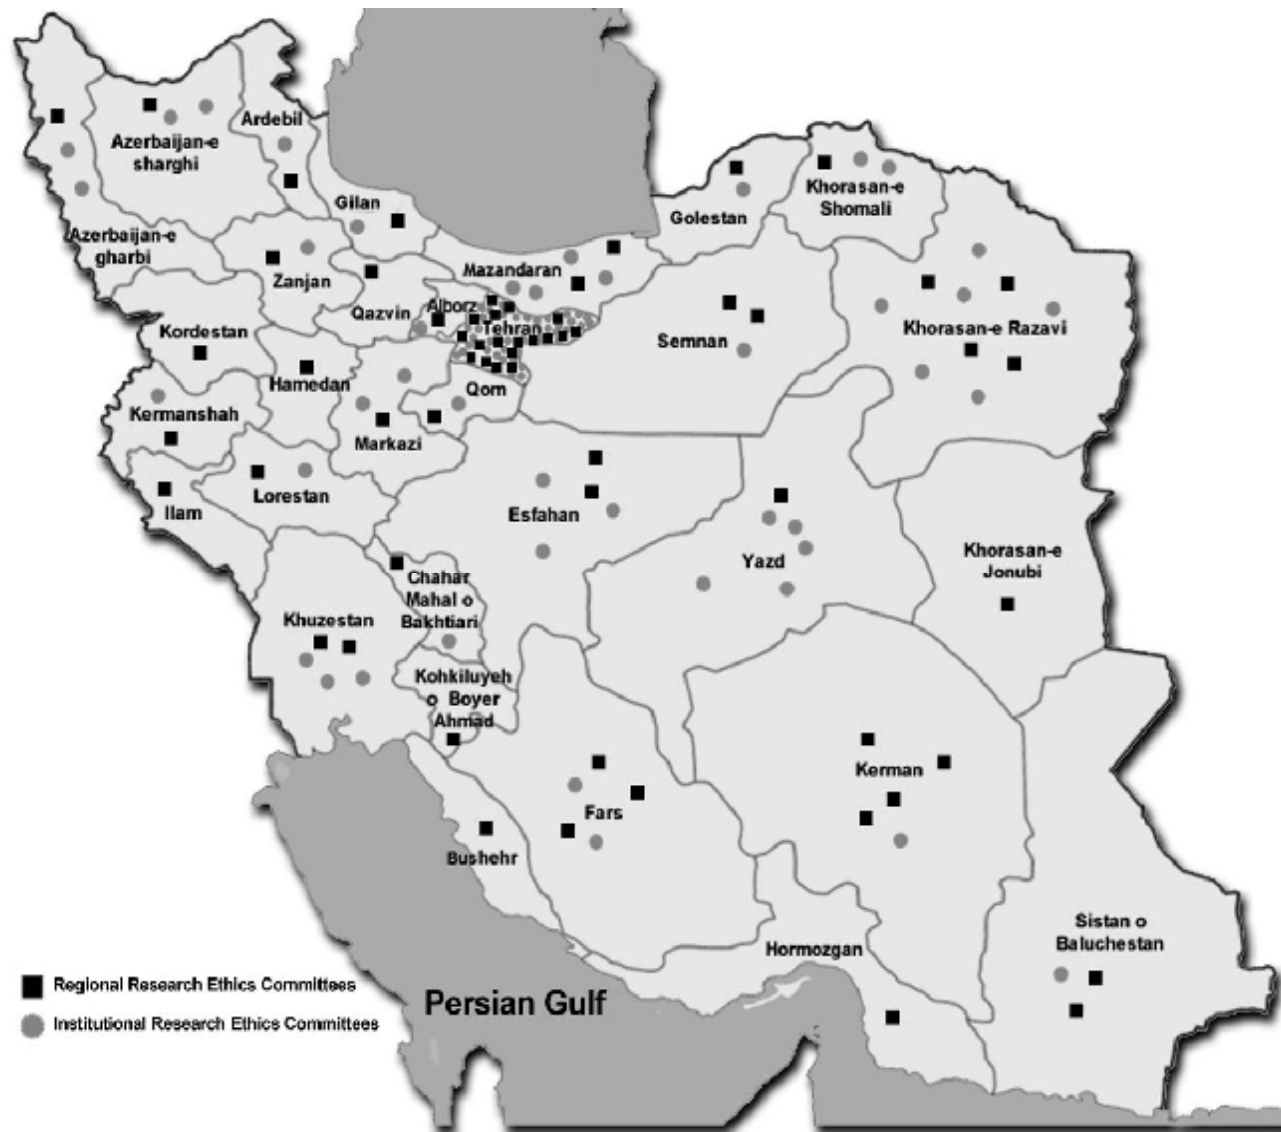 Ardebil
Azerbaijan-e
sharghi
Khorasan-e
Shomali
Gilan
Golestan
Azerbaijan-e
gharbi
Mazandaran
Zanjan
Qazvin
Alborz
Tehran
Khorasan-e Razavi
Kordestan
Semnan
Hamedan
Qom
Kermanshah
Markazi
Lorestan
Ilam
Esfahan
Khorasan-e
Jonubi
Yazd
Chahar
Mahal o
Bakhtiari
Khuzestan
Kohkiluyeh
o Boyer
Ahmad
Kerman
Fars
Bushehr
Sistan o
Baluchestan
Hormozgan
Regional Research Ethics Committees
Persian Gulf
Institutional Research Ethics Committees